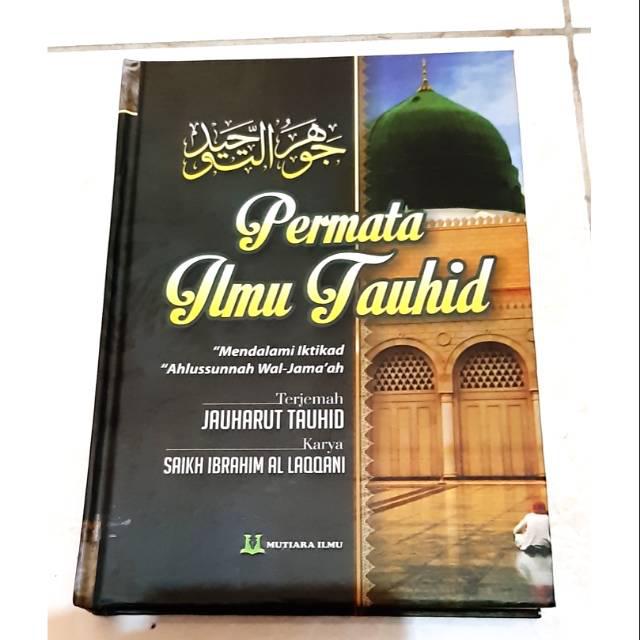 جوهر التوحيد
Permata
Ilmu Tauhid
"Mendalami Iktikad
"Ahlussunnah Wal-Jama'ah
Terjemah
JAUHARUT TAUHID
Karya
SAIKH IBRAHIM AL LAQQANI
MUTIARA ILMU